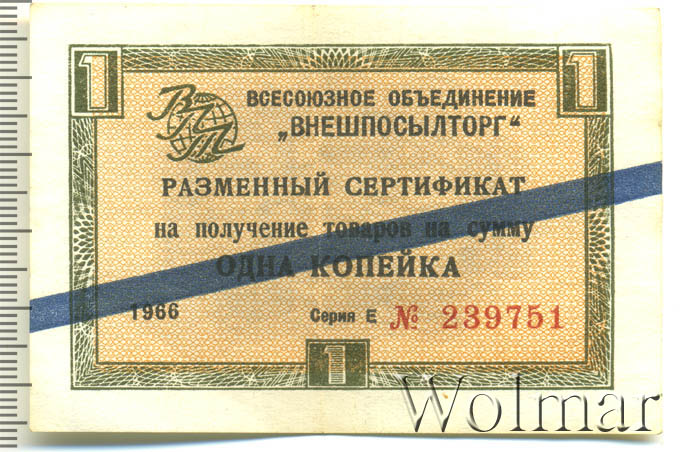 1 1
ВПТ
ВСЕСОЮЗНОЕ ОБЪЕДИНЕНИЕ
„ВНЕШПОСЫЛТОРГ“
РАЗМЕННЫЙ СЕРТИФИКАТ
на получение товаров на сумму
ОДНА КОПЕЙКА
1966 Серия Е № 239751
1
Wolmar